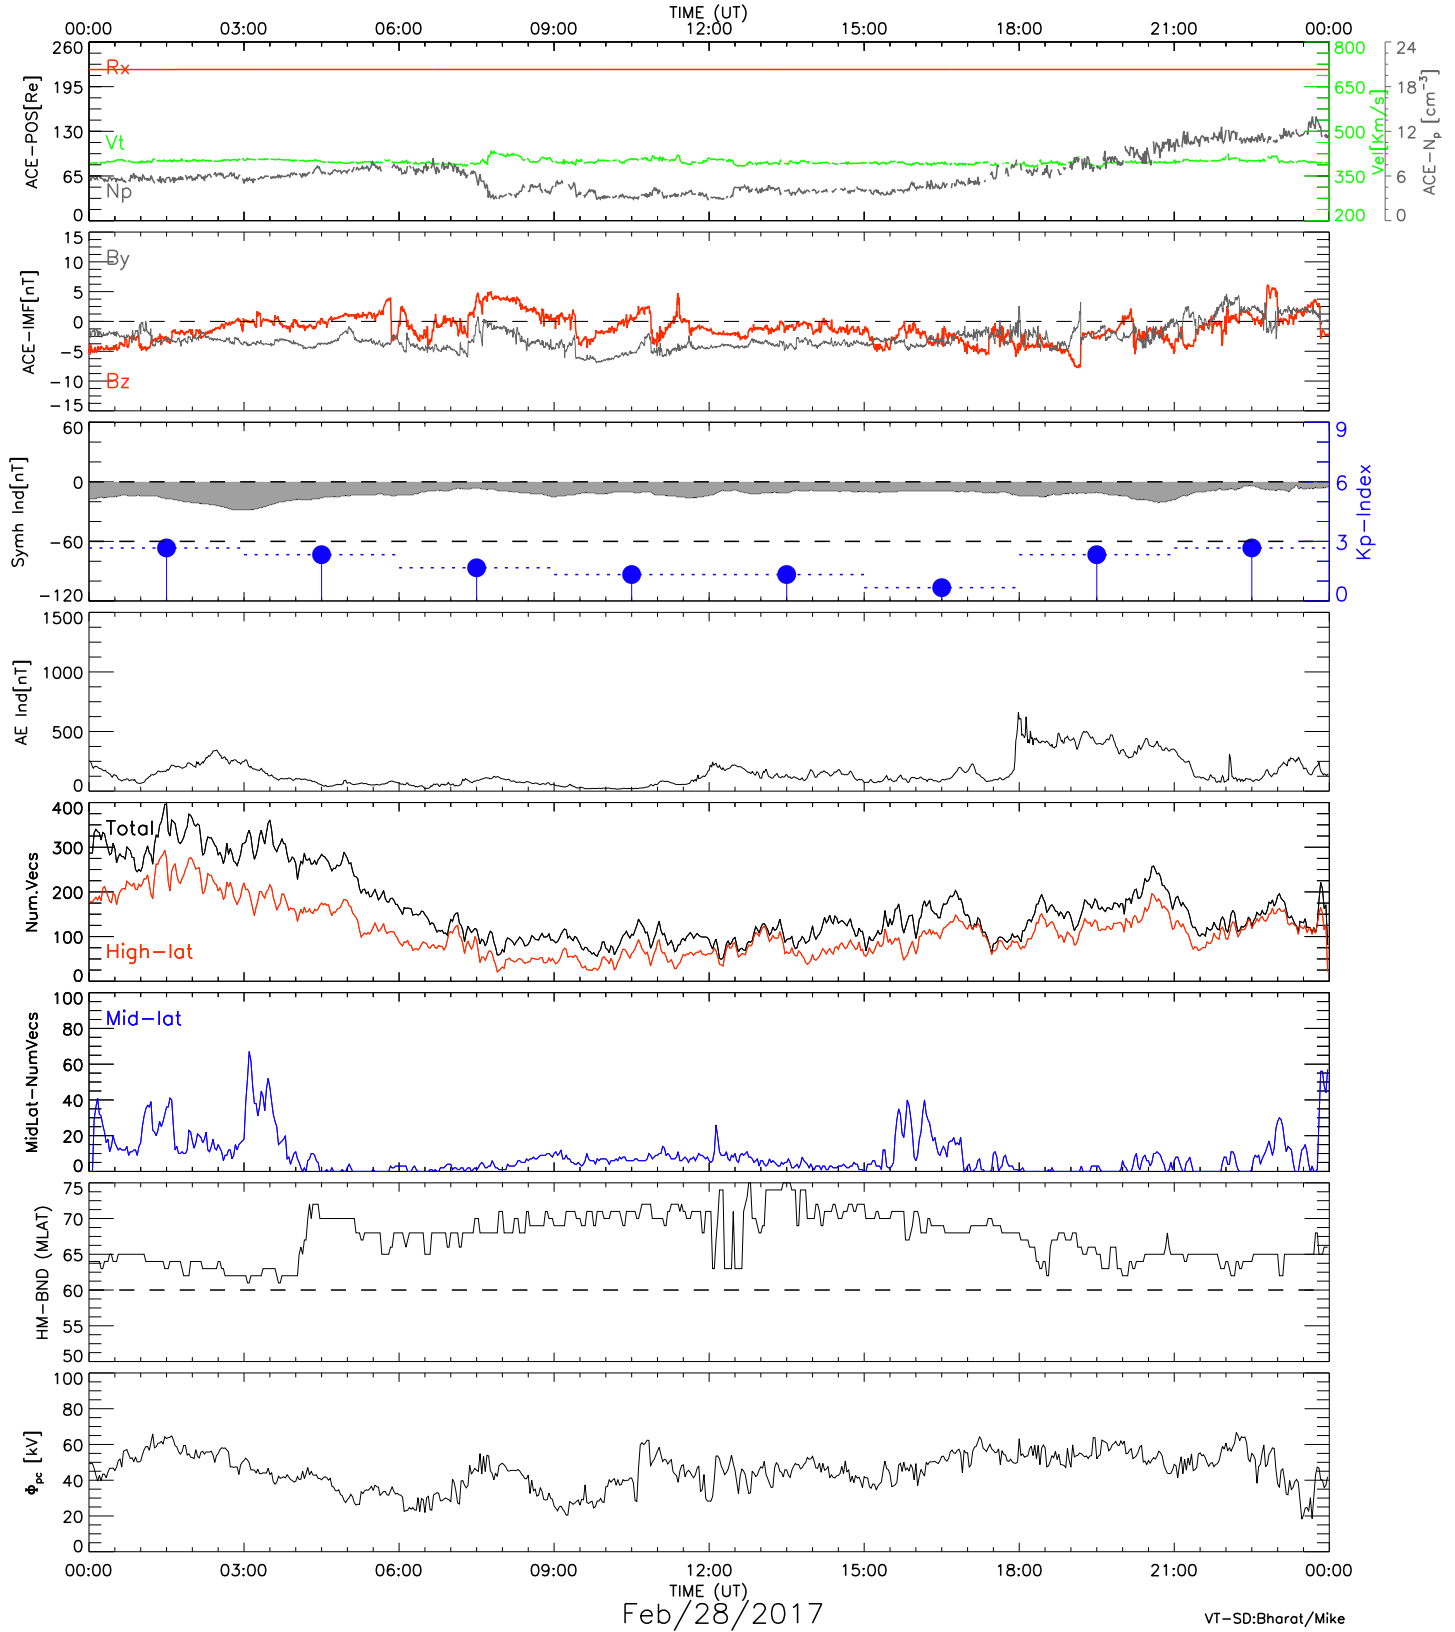 TIME (UT)
00:00 03:00 06:00 09:00 12:00 15:00 18:00 21:00 00:00
ACE-POS[Re]
260
195
130
65
0
Rx
Vt
Np
800
650
500
350
200
Vel[Km/s]
24
18
12
6
0
ACE-Np [cm-3]
ACE-IMF[nT]
15
10
5
0
-5
-10
-15
By
Bz
Symh Ind[nT]
60
0
-60
-120
9
6
3
0
Kp-Index
AE Ind[nT]
1500
1000
500
0
Num.Vecs
400
300
200
100
0
Total
High-lat
MidLat-NumVecs
100
80
60
40
20
0
Mid-lat
HM-BND (MLAT)
75
70
65
60
55
50
Φpc [kV]
100
80
60
40
20
0
00:00 03:00 06:00 09:00 12:00 15:00 18:00 21:00 00:00
TIME (UT)
Feb/28/2017
VT-SD:Bharat/Mike